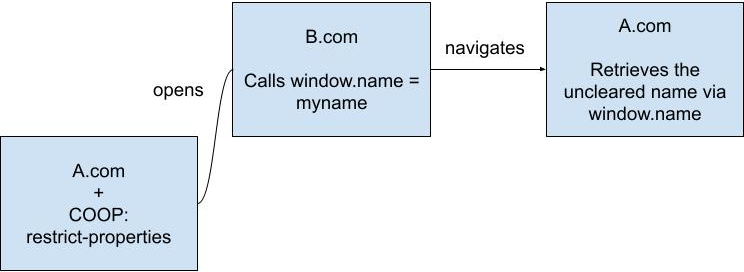 A.com
+
COOP:
restrict-properties
opens
B.com
Calls window.name =
myname
navigates
A.com
Retrieves the
uncleared name via
window.name